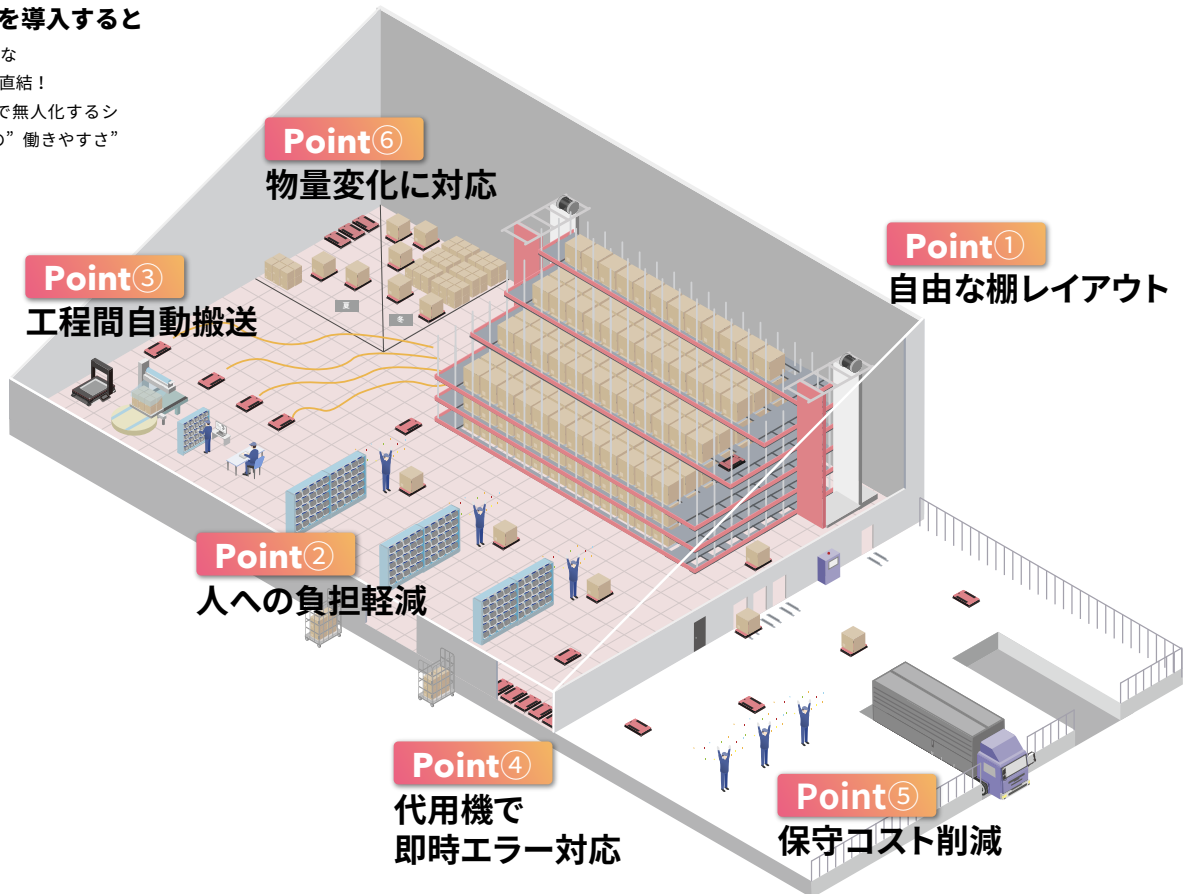 を導入すると
な
直結！
で無人化するシ
の”働きやすさ”
Point⑥
物量変化に対応
Point①
自由な棚レイアウト
Point③
工程間自動搬送
夏
冬
Point②
人への負担軽減
Point④
代用機で
即時エラー対応
Point⑤
保守コスト削減